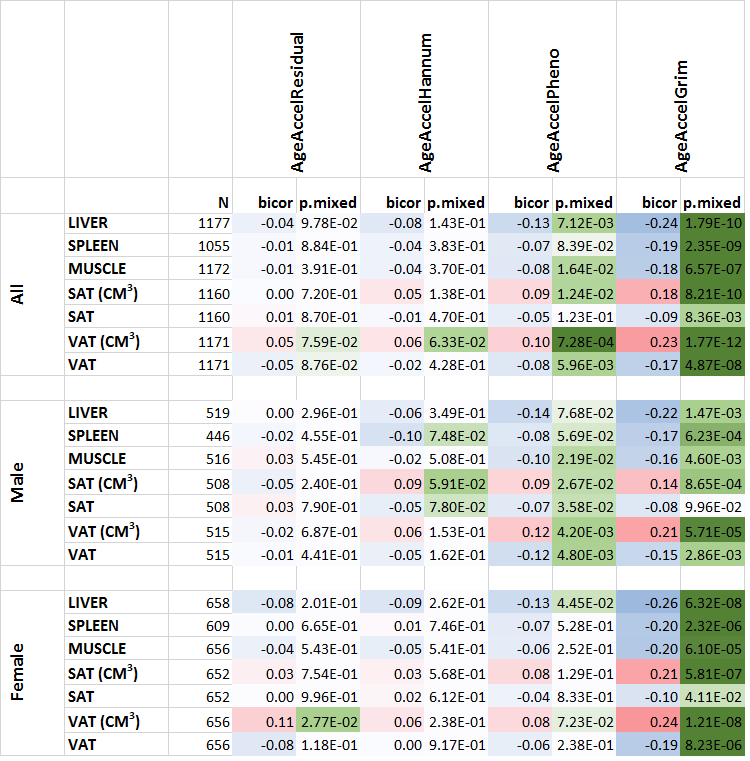 AgeAccelResidual AgeAccelHannum AgeAccelPheno AgeAccelGrim
N bicor p.mixed bicor p.mixed bicor p.mixed bicor p.mixed
All
LIVER 1177 -0.04 9.78E-02 -0.08 1.43E-01 -0.13 7.12E-03 -0.24 1.79E-10
SPLEEN 1055 -0.01 8.84E-01 -0.04 3.83E-01 -0.07 8.39E-02 -0.19 2.35E-09
MUSCLE 1172 -0.01 3.91E-01 -0.04 3.70E-01 -0.08 1.64E-02 -0.18 6.57E-07
SAT (CM³) 1160 0.00 7.20E-01 0.05 1.38E-01 0.09 1.24E-02 0.18 8.21E-10
SAT 1160 0.01 8.70E-01 -0.01 4.70E-01 -0.05 1.23E-01 -0.09 8.36E-03
VAT (CM³) 1171 0.05 7.59E-02 0.06 6.33E-02 0.10 7.28E-04 0.23 1.77E-12
VAT 1171 -0.05 8.76E-02 -0.02 4.28E-01 -0.08 5.96E-03 -0.17 4.87E-08
Male
LIVER 519 0.00 2.96E-01 -0.06 3.49E-01 -0.14 7.68E-02 -0.22 1.47E-03
SPLEEN 446 -0.02 4.55E-01 -0.10 7.48E-02 -0.08 5.69E-02 -0.17 6.23E-04
MUSCLE 516 0.03 5.45E-01 -0.02 5.08E-01 -0.10 2.19E-02 -0.16 4.60E-03
SAT (CM³) 508 -0.05 2.40E-01 0.09 5.91E-02 0.09 2.67E-02 0.14 8.65E-04
SAT 508 0.03 7.90E-01 -0.05 7.80E-02 -0.07 3.58E-02 -0.08 9.96E-02
VAT (CM³) 515 -0.02 6.87E-01 0.06 1.53E-01 0.12 4.20E-03 0.21 5.71E-05
VAT 515 -0.01 4.41E-01 -0.05 1.62E-01 -0.12 4.80E-03 -0.15 2.86E-03
Female
LIVER 658 -0.08 2.01E-01 -0.09 2.62E-01 -0.13 4.45E-02 -0.26 6.32E-08
SPLEEN 609 0.00 6.65E-01 0.01 7.46E-01 -0.07 5.28E-01 -0.20 2.32E-06
MUSCLE 656 -0.04 5.43E-01 -0.05 5.41E-01 -0.06 2.52E-01 -0.20 6.10E-05
SAT (CM³) 652 0.03 7.54E-01 0.03 5.68E-01 0.08 1.29E-01 0.21 5.81E-07
SAT 652 0.00 9.96E-01 0.02 6.12E-01 -0.04 8.33E-01 -0.10 4.11E-02
VAT (CM³) 656 0.11 2.77E-02 0.06 2.38E-01 0.08 7.23E-02 0.24 1.21E-08
VAT 656 -0.08 1.18E-01 0.00 9.17E-01 -0.06 2.38E-01 -0.19 8.23E-06